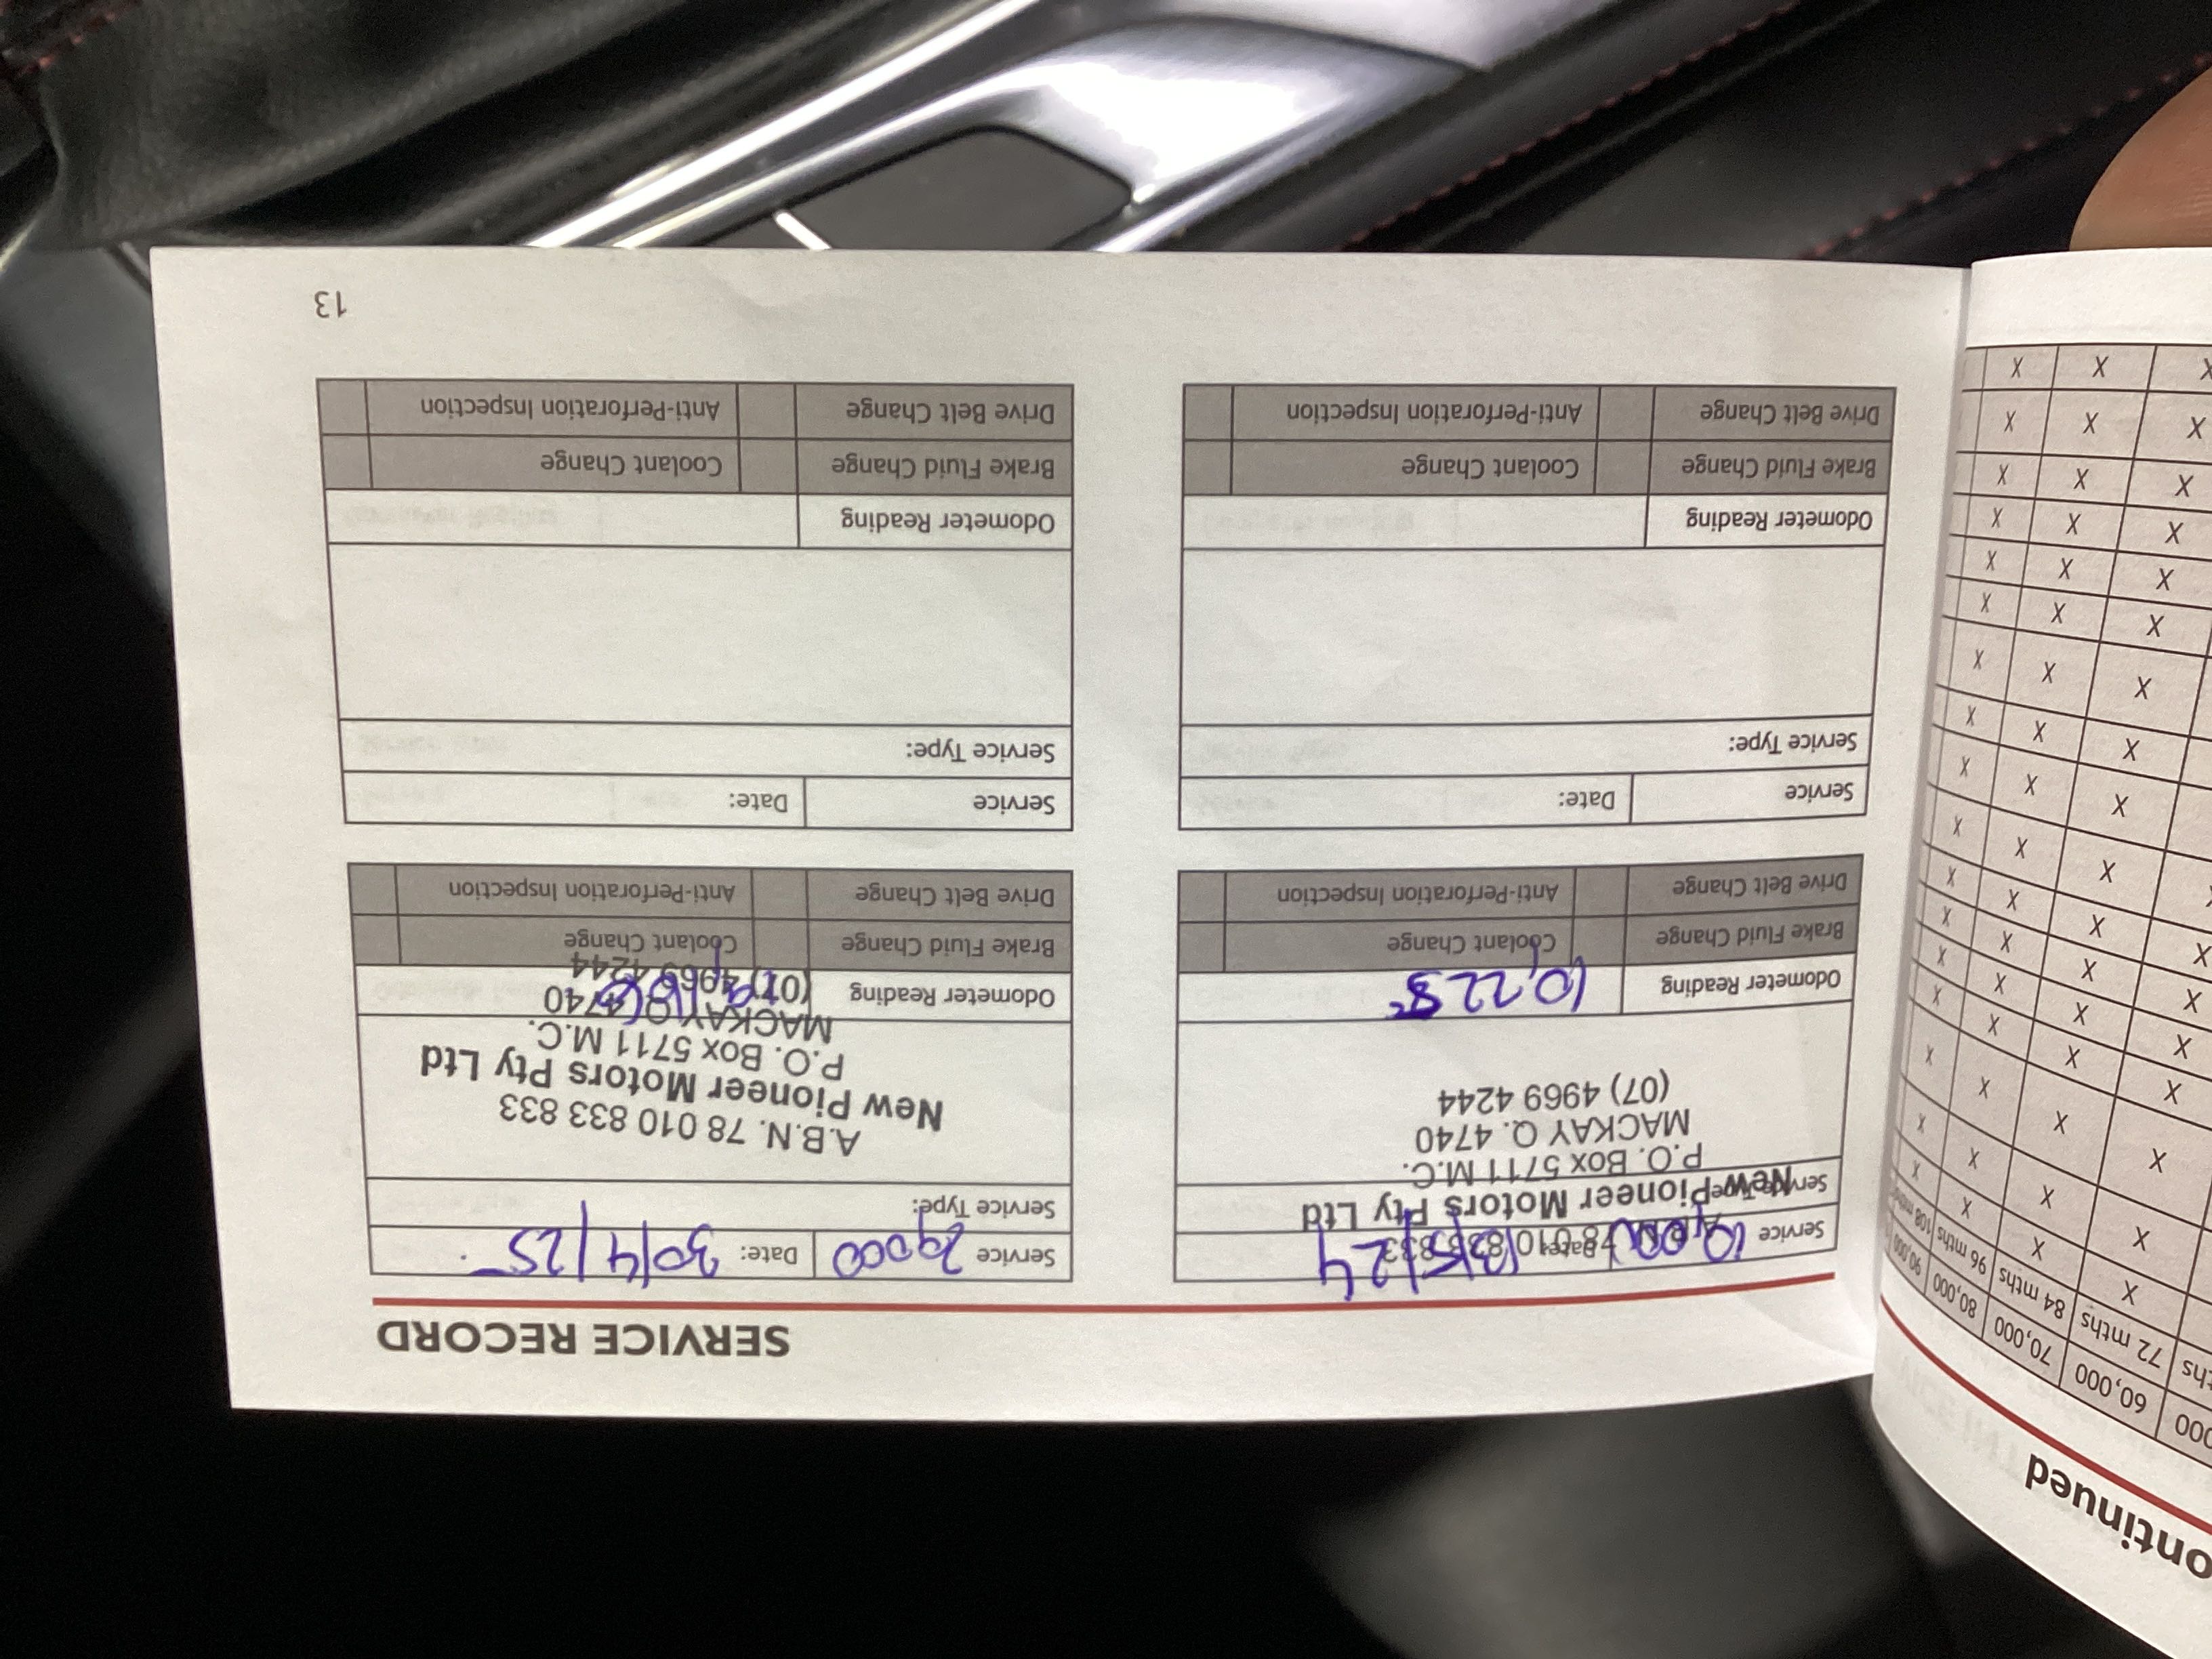 ontinued
60,000
70,000
80,000
90,000
72 mths
84 mths
96 mths
108 mths
X
SERVICE RECORD
Service 10,000 Date: 13/5/24
Service Type:
A.B.N. 78 010 833 833
New Pioneer Motors Pty Ltd
P.O. Box 5711 M.C.
MACKAY Q. 4740
(07) 4969 4244
Odometer Reading 10,228
Brake Fluid Change Coolant Change
Drive Belt Change Anti-Perforation Inspection
Service 20,000 Date: 30/4/25
Service Type:
A.B.N. 78 010 833 833
New Pioneer Motors Pty Ltd
P.O. Box 5711 M.C.
MACKAY Q. 4740
(07) 4969 4244
Odometer Reading
Brake Fluid Change Coolant Change
Drive Belt Change Anti-Perforation Inspection
Service Date:
Service Type:
Odometer Reading
Brake Fluid Change Coolant Change
Drive Belt Change Anti-Perforation Inspection
Service Date:
Service Type:
Odometer Reading
Brake Fluid Change Coolant Change
Drive Belt Change Anti-Perforation Inspection
13